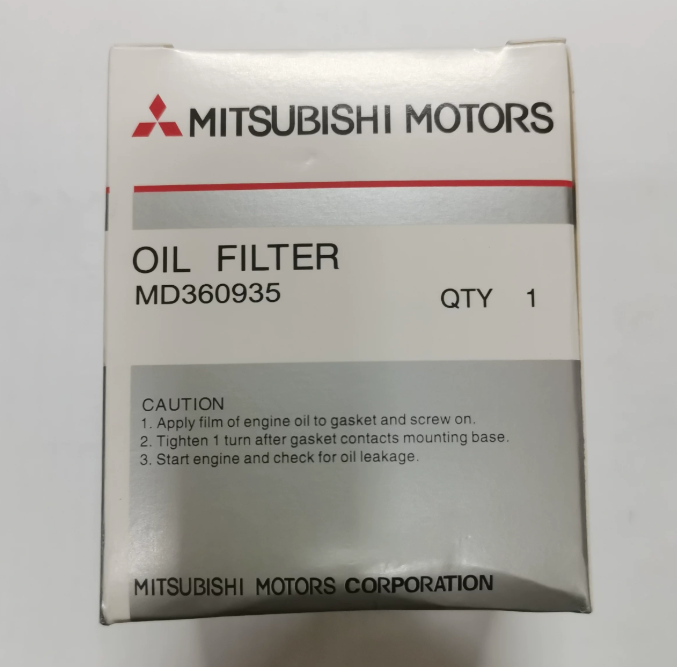 MITSUBISHI MOTORS
OIL FILTER
MD360935
QTY 1
CAUTION
1. Apply film of engine oil to gasket and screw on.
2. Tighten 1 turn after gasket contacts mounting base.
3. Start engine and check for oil leakage.
MITSUBISHI MOTORS CORPORATION